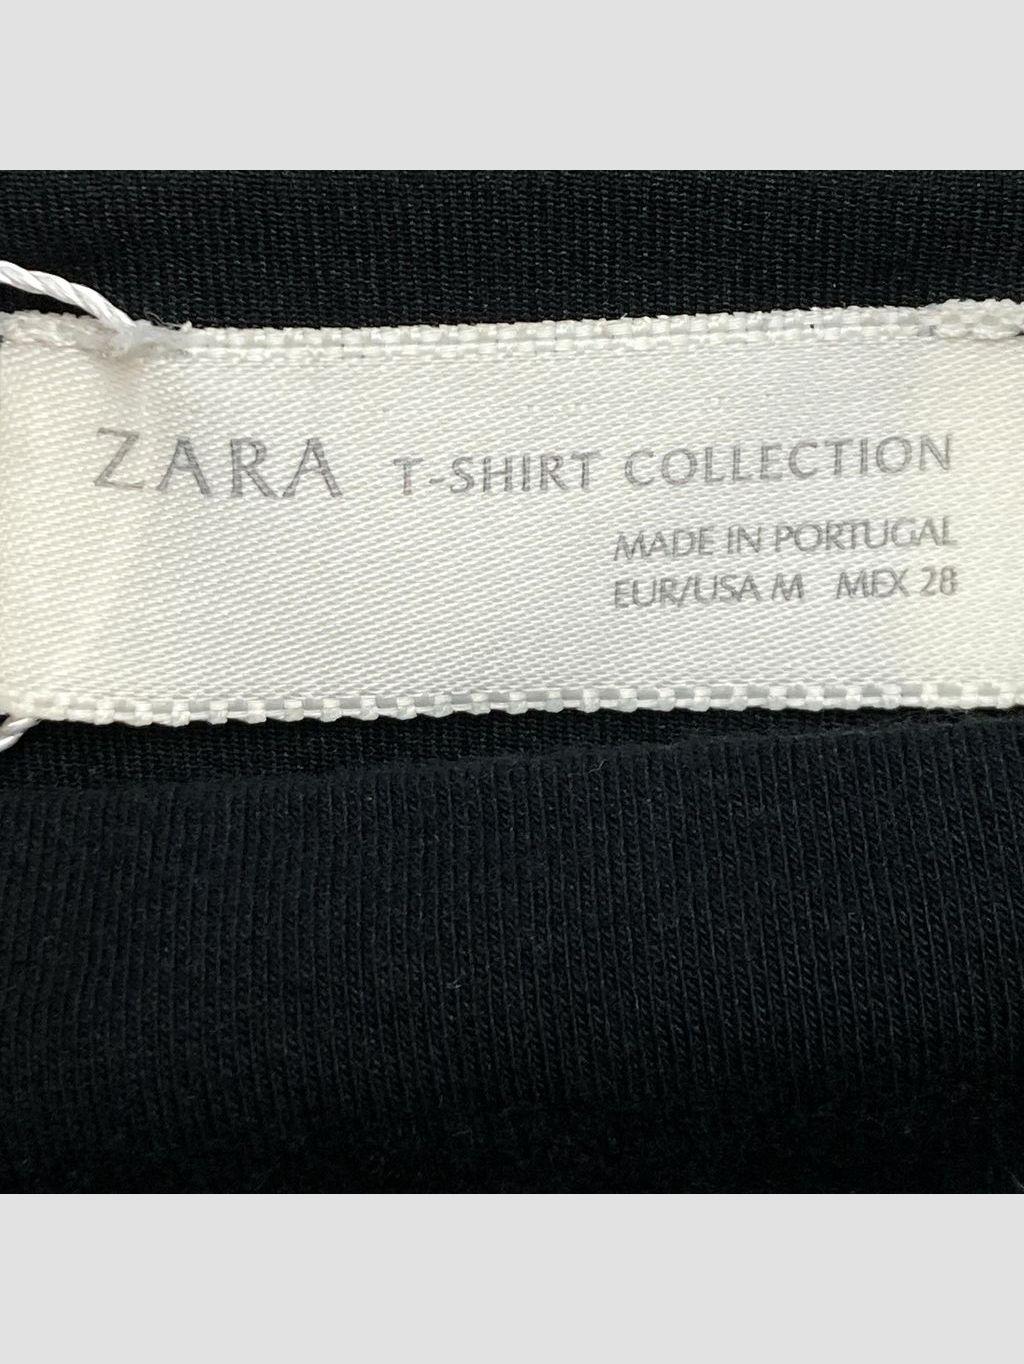 ZARA T-SHIRT COLLECTION
MADE IN PORTUGAL
EUR/USA M MEX 28